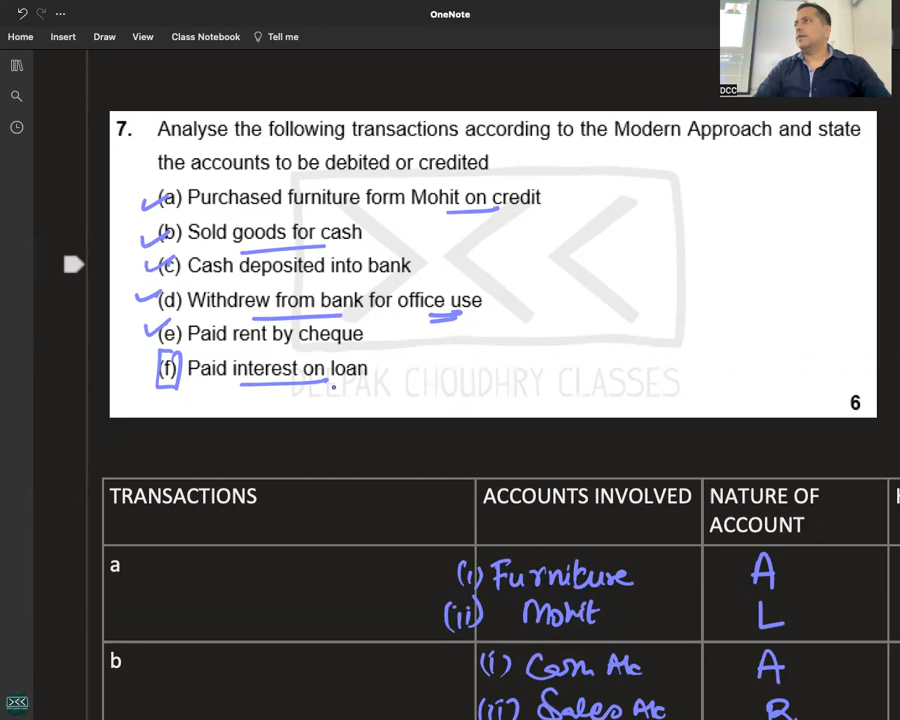 OneNote
Home Insert Draw View Class Notebook Tell me
DCC
7. Analyse the following transactions according to the Modern Approach and state
the accounts to be debited or credited
(a) Purchased furniture form Mohit on credit
(b) Sold goods for cash
(c) Cash deposited into bank
(d) Withdrew from bank for office use
(e) Paid rent by cheque
(f) Paid interest on loan
DEEPAK CHOUDHRY CLASSES
6
TRANSACTIONS ACCOUNTS INVOLVED NATURE OF
ACCOUNT
a (i) Furniture A
(ii) Mohit L
b (i) Cash A/c A
(ii) Sales A/c R